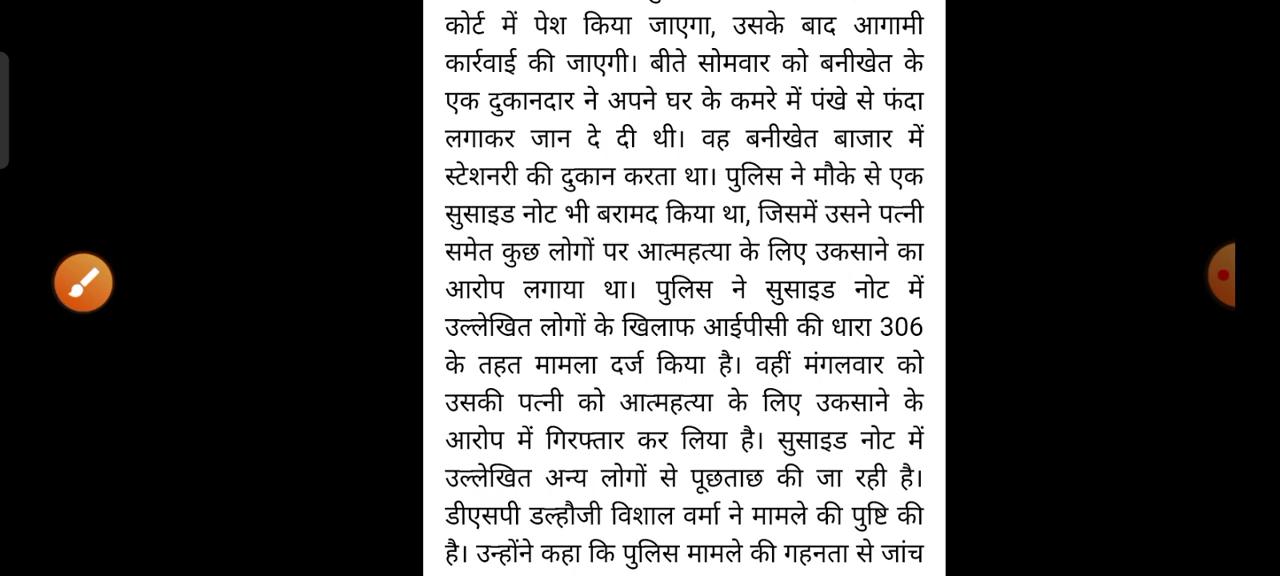 कोर्ट में पेश किया जाएगा, उसके बाद आगामी
कार्रवाई की जाएगी। बीते सोमवार को बनीखेत के
एक दुकानदार ने अपने घर के कमरे में पंखे से फंदा
लगाकर जान दे दी थी। वह बनीखेत बाजार में
स्टेशनरी की दुकान करता था। पुलिस ने मौके से एक
सुसाइड नोट भी बरामद किया था, जिसमें उसने पत्नी
समेत कुछ लोगों पर आत्महत्या के लिए उकसाने का
आरोप लगाया था। पुलिस ने सुसाइड नोट में
उल्लेखित लोगों के खिलाफ आईपीसी की धारा 306
के तहत मामला दर्ज किया है। वहीं मंगलवार को
उसकी पत्नी को आत्महत्या के लिए उकसाने के
आरोप में गिरफ्तार कर लिया है। सुसाइड नोट में
उल्लेखित अन्य लोगों से पूछताछ की जा रही है।
डीएसपी डल्हौजी विशाल वर्मा ने मामले की पुष्टि की
है। उन्होंने कहा कि पुलिस मामले की गहनता से जांच